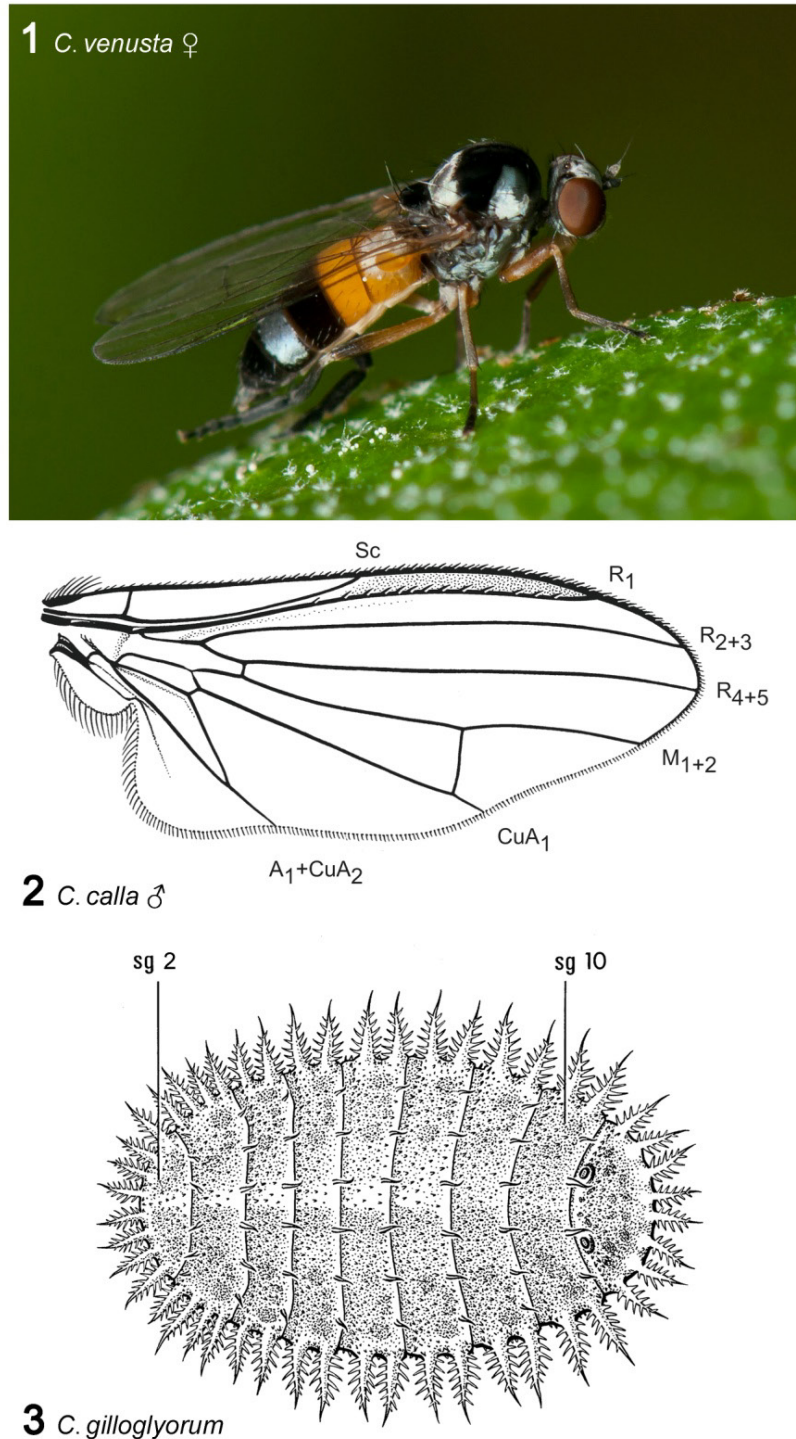 1 C. venusta ♀
Sc
R1
R2+3
R4+5
M1+2
CuA1
A1+CuA2
2 C. calla ♂
sg 2
sg 10
3 C. gilloglyorum